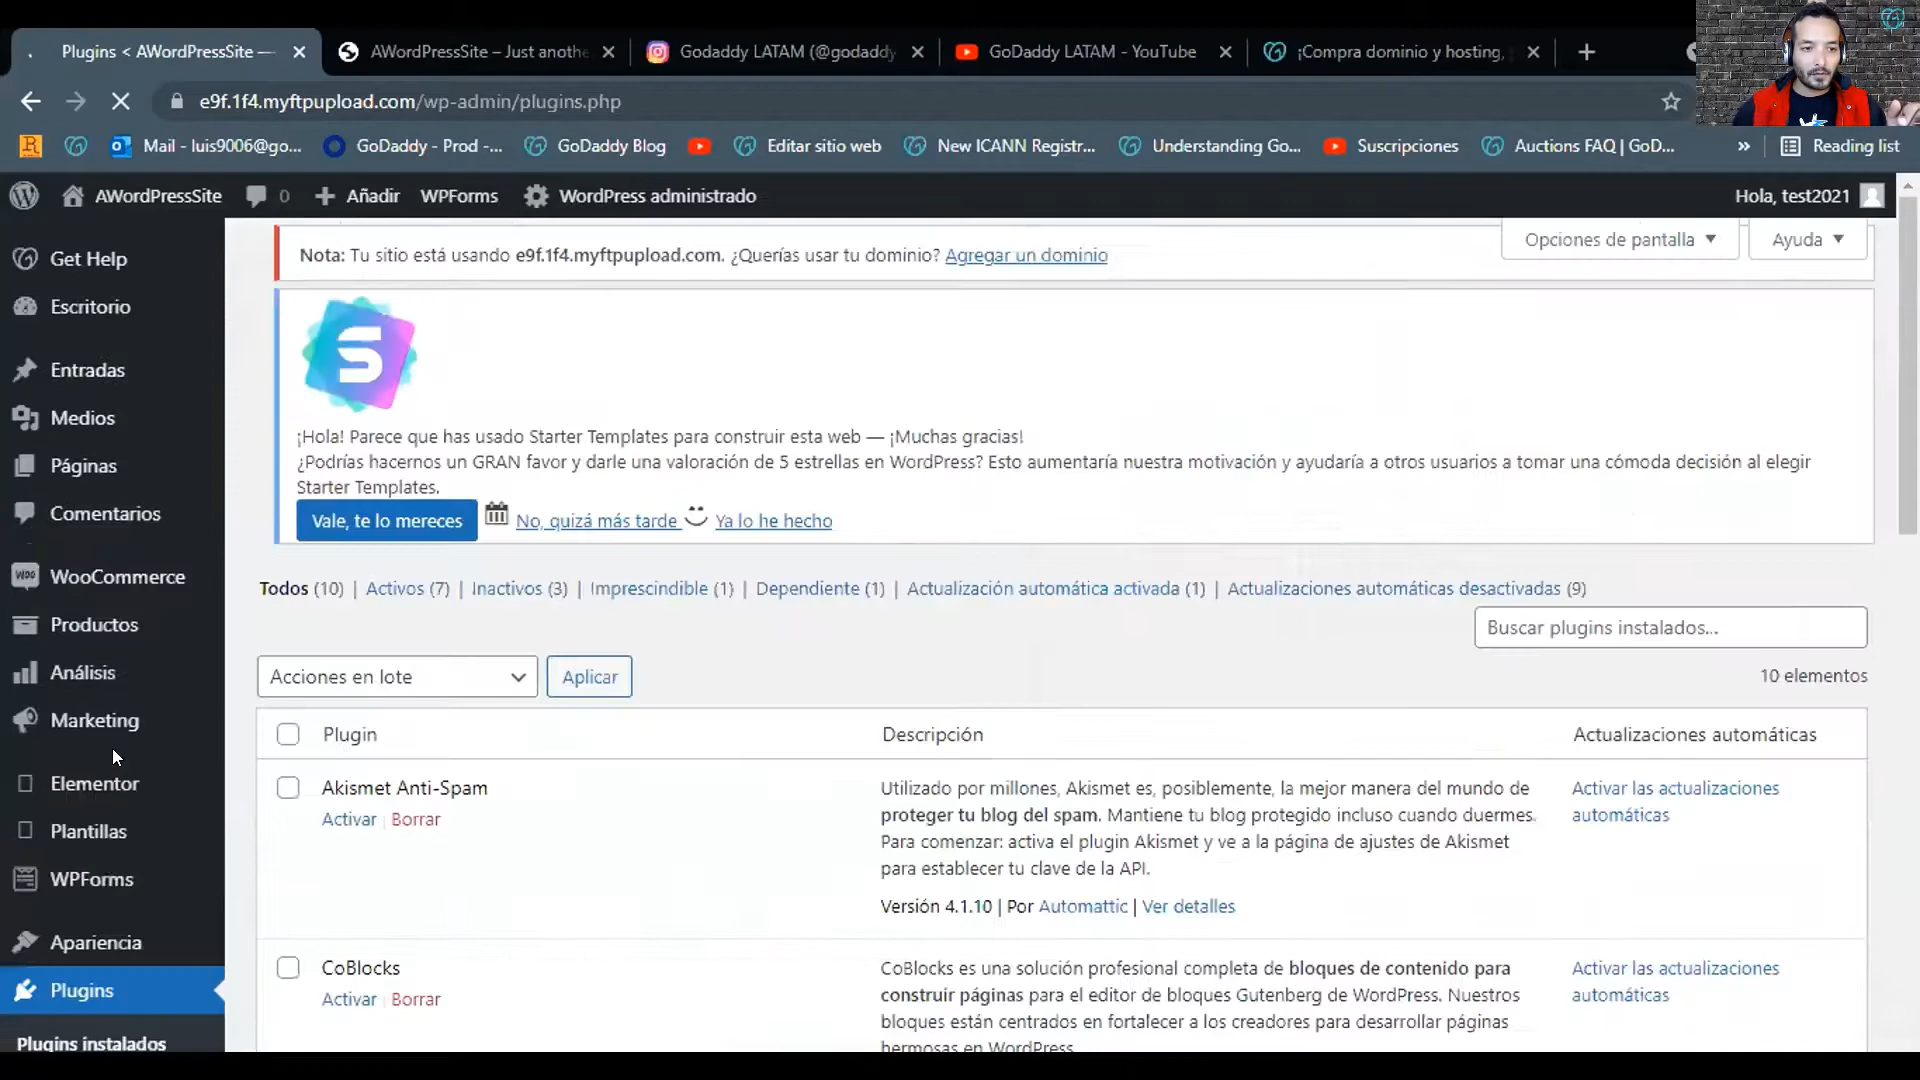 Plugins < AWordPressSite —
AWordPressSite – Just anothe
Godaddy LATAM (@godaddy
GoDaddy LATAM - YouTube
¡Compra dominio y hosting,
e9f.1f4.myftpupload.com/wp-admin/plugins.php
Mail - luis9006@go...
GoDaddy - Prod -...
GoDaddy Blog
Editar sitio web
New ICANN Registr...
Understanding Go...
Suscripciones
Auctions FAQ | GoD...
»
Reading list
AWordPressSite
0
Añadir
WPForms
WordPress administrado
Hola, test2021
Get Help
Escritorio
Entradas
Medios
Páginas
Comentarios
WooCommerce
Productos
Análisis
Marketing
Elementor
Plantillas
WPForms
Apariencia
Plugins
Plugins instalados
Opciones de pantalla ▼
Ayuda ▼
Nota: Tu sitio está usando e9f.1f4.myftpupload.com. ¿Querías usar tu dominio? Agregar un dominio
S
¡Hola! Parece que has usado Starter Templates para construir esta web — ¡Muchas gracias!
¿Podrías hacernos un GRAN favor y darle una valoración de 5 estrellas en WordPress? Esto aumentaría nuestra motivación y ayudaría a otros usuarios a tomar una cómoda decisión al elegir
Starter Templates.
Vale, te lo mereces No, quizá más tarde Ya lo he hecho
Todos (10) | Activos (7) | Inactivos (3) | Imprescindible (1) | Dependiente (1) | Actualización automática activada (1) | Actualizaciones automáticas desactivadas (9)
Buscar plugins instalados...
Acciones en lote
Aplicar
10 elementos
Plugin
Descripción
Actualizaciones automáticas
Akismet Anti-Spam
Activar | Borrar
Utilizado por millones, Akismet es, posiblemente, la mejor manera del mundo de
proteger tu blog del spam. Mantiene tu blog protegido incluso cuando duermes.
Para comenzar: activa el plugin Akismet y ve a la página de ajustes de Akismet
para establecer tu clave de la API.
Versión 4.1.10 | Por Automattic | Ver detalles
Activar las actualizaciones
automáticas
CoBlocks
Activar | Borrar
CoBlocks es una solución profesional completa de bloques de contenido para
construir páginas para el editor de bloques Gutenberg de WordPress. Nuestros
bloques están centrados en fortalecer a los creadores para desarrollar páginas
hermosas en WordPress
Activar las actualizaciones
automáticas